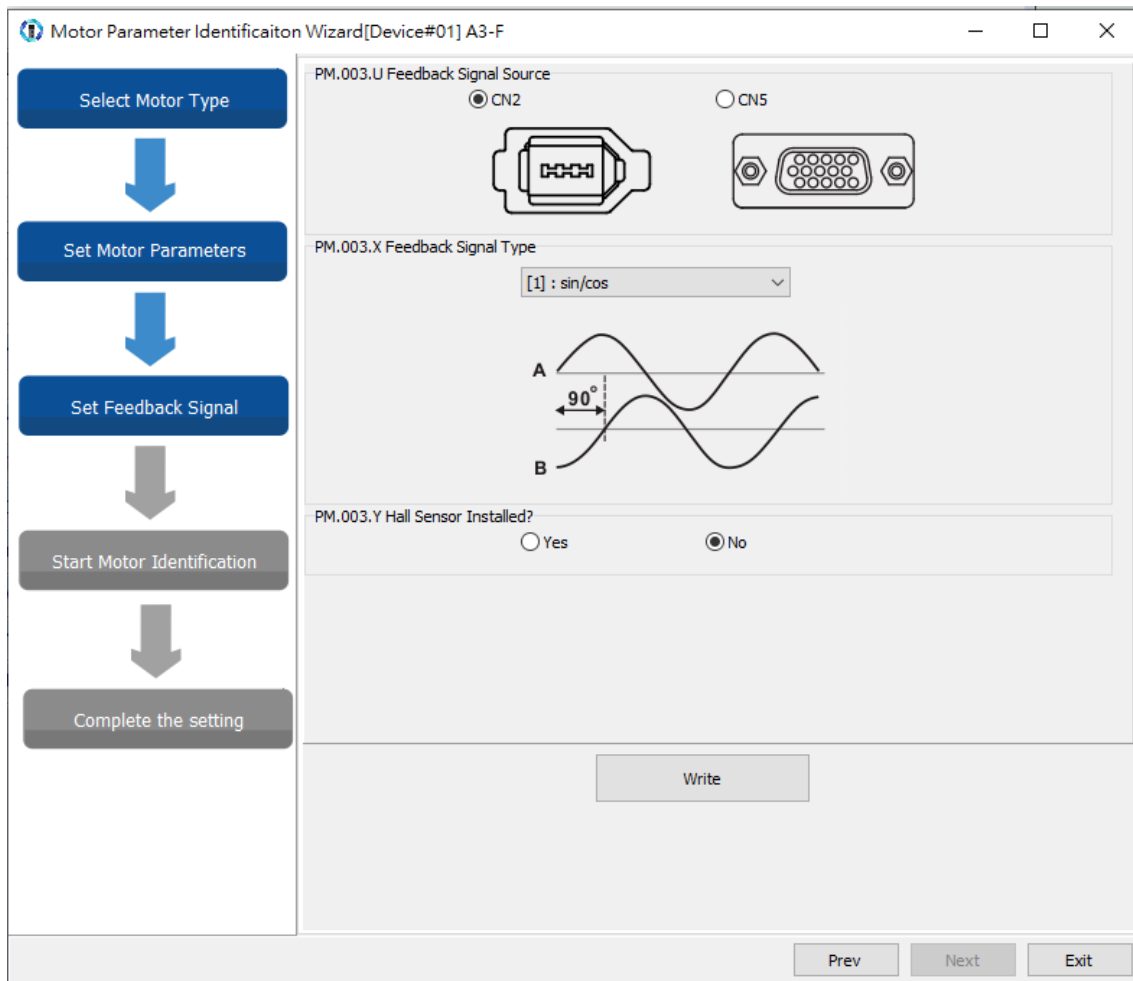 Motor Parameter Identificaiton Wizard[Device#01] A3-F
Select Motor Type
Set Motor Parameters
Set Feedback Signal
Start Motor Identification
Complete the setting
PM.003.U Feedback Signal Source
CN2 CN5
PM.003.X Feedback Signal Type
[1] : sin/cos
A
90°
B
PM.003.Y Hall Sensor Installed?
Yes No
Write
Prev Next Exit